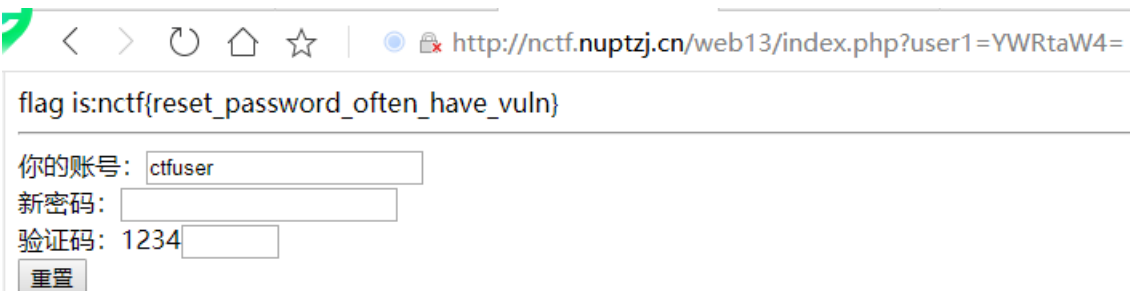 http://nctf.nuptzj.cn/web13/index.php?user1=YWRtaW4=
flag is:nctf{reset_password_often_have_vuln}
你的账号：ctfuser
新密码：
验证码：1234
重置